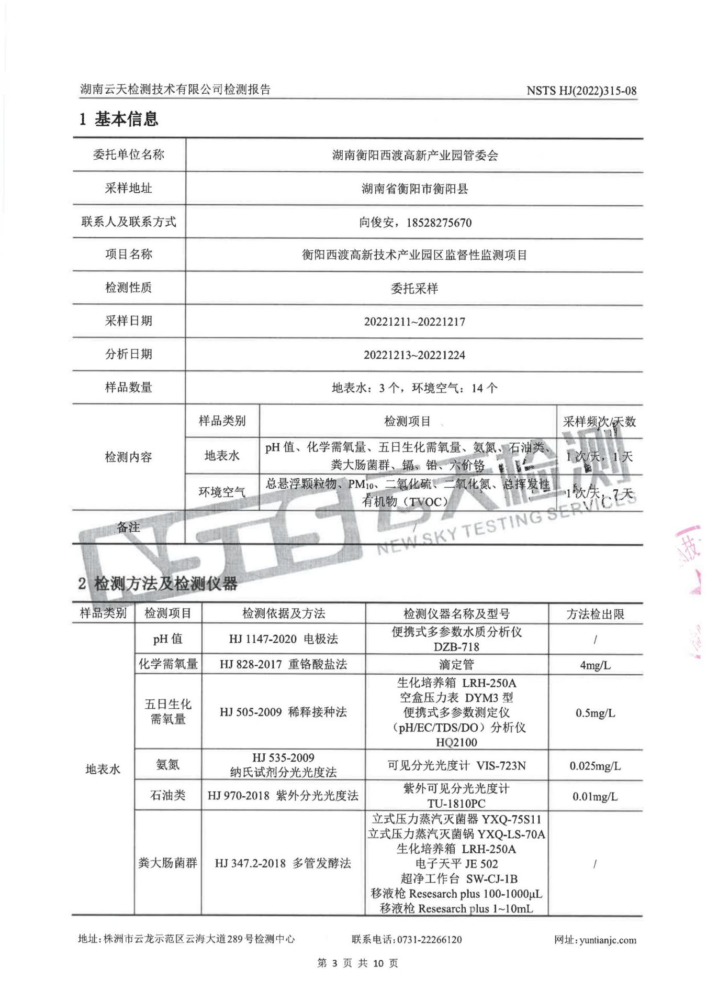 湖南云天检测技术有限公司检测报告 NSTS HJ(2022)315-08
1 基本信息
委托单位名称 湖南衡阳西渡高新产业园管委会
采样地址 湖南省衡阳市衡阳县
联系人及联系方式 向俊安，18528275670
项目名称 衡阳西渡高新技术产业园区监督性监测项目
检测性质 委托采样
采样日期 20221211~20221217
分析日期 20221213~20221224
样品数量 地表水：3 个，环境空气：14 个
检测内容
样品类别 检测项目 采样频次/天数
地表水
pH 值、化学需氧量、五日生化需氧量、氨氮、石油类、
粪大肠菌群、镉、铅、六价铬
1 次/天，1 天
环境空气
总悬浮颗粒物、PM10、二氧化硫、二氧化氮、总挥发性
有机物（TVOC）
1 次/天，7 天
备注 /
NSTS 云天检测
NEW SKY TESTING SERVICES
2 检测方法及检测仪器
样品类别 检测项目 检测依据及方法 检测仪器名称及型号 方法检出限
地表水
pH 值 HJ 1147-2020 电极法
便携式多参数水质分析仪
DZB-718
/
化学需氧量 HJ 828-2017 重铬酸盐法 滴定管 4mg/L
五日生化
需氧量
HJ 505-2009 稀释接种法
生化培养箱 LRH-250A
空盒压力表 DYM3 型
便携式多参数测定仪
（pH/EC/TDS/DO）分析仪
HQ2100
0.5mg/L
氨氮
HJ 535-2009
纳氏试剂分光光度法
可见分光光度计 VIS-723N 0.025mg/L
石油类 HJ 970-2018 紫外分光光度法
紫外可见分光光度计
TU-1810PC
0.01mg/L
粪大肠菌群 HJ 347.2-2018 多管发酵法
立式压力蒸汽灭菌器 YXQ-75S11
立式压力蒸汽灭菌锅 YXQ-LS-70A
生化培养箱 LRH-250A
电子天平 JE 502
超净工作台 SW-CJ-1B
移液枪 Resesarch plus 100-1000μL
移液枪 Resesarch plus 1~10mL
/
技
地址:株洲市云龙示范区云海大道289号检测中心 联系电话:0731-22266120 网址:yuntianjc.com
第 3 页 共 10 页